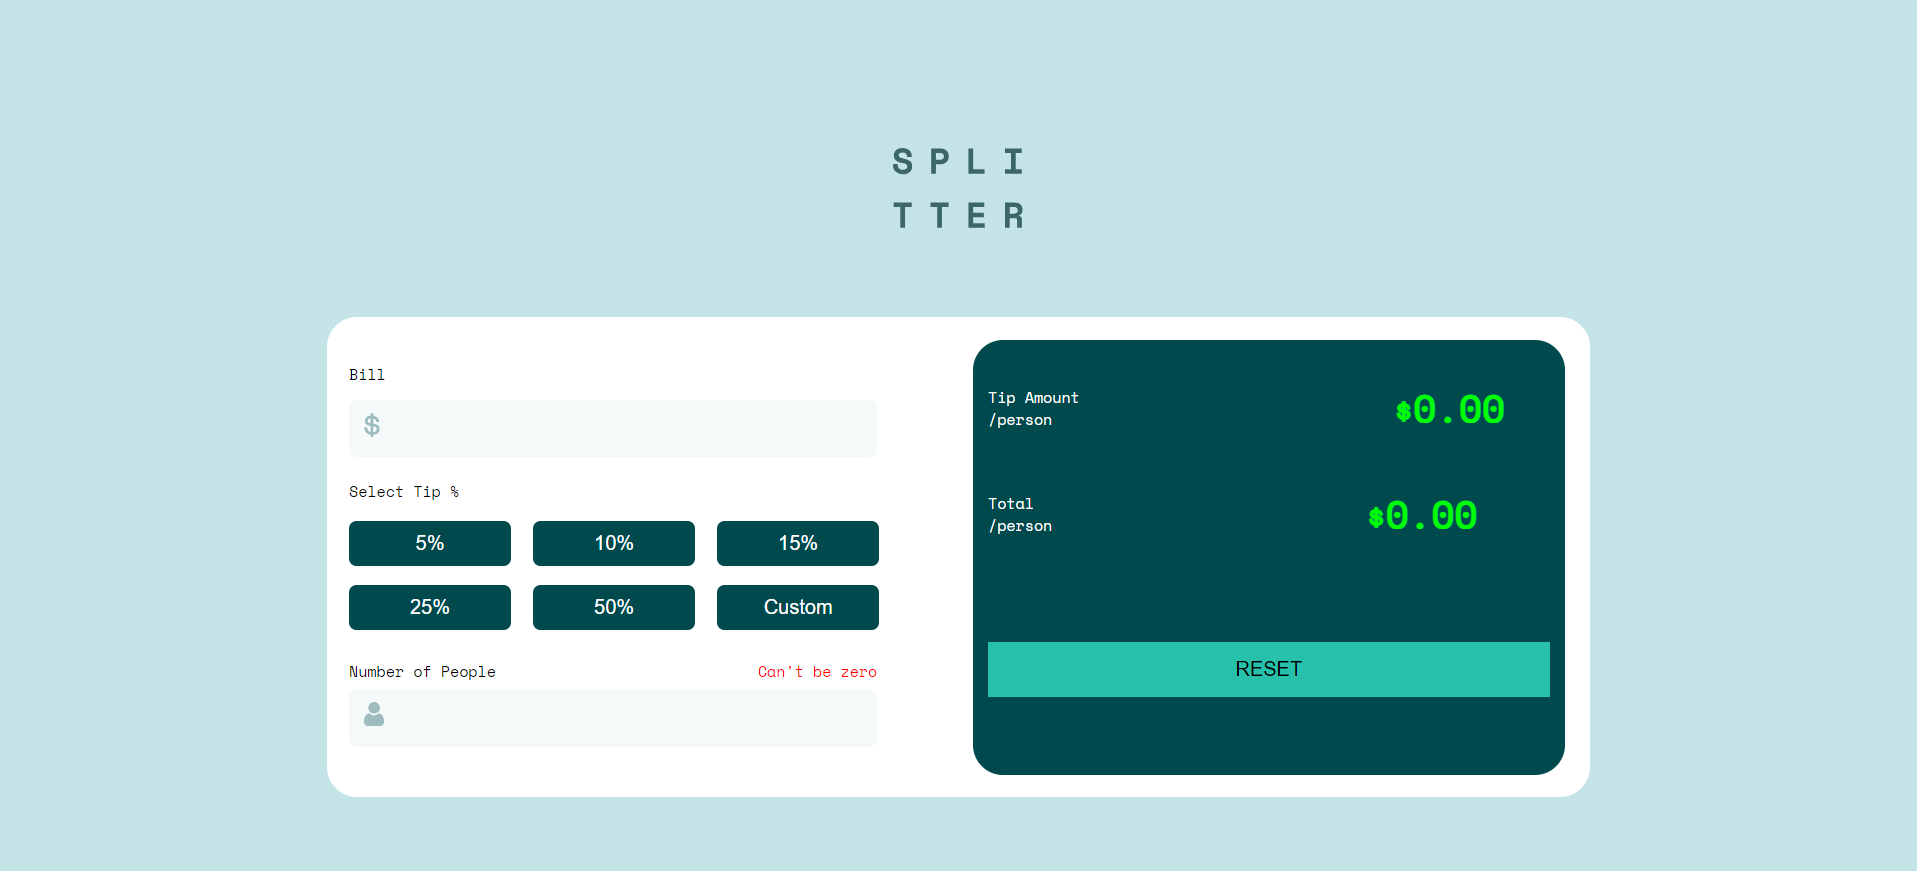 S P L I
T T E R
Bill
$
Select Tip %
5% 10% 15%
25% 50% Custom
Number of People Can't be zero
Tip Amount
/person
$0.00
Total
/person
$0.00
RESET